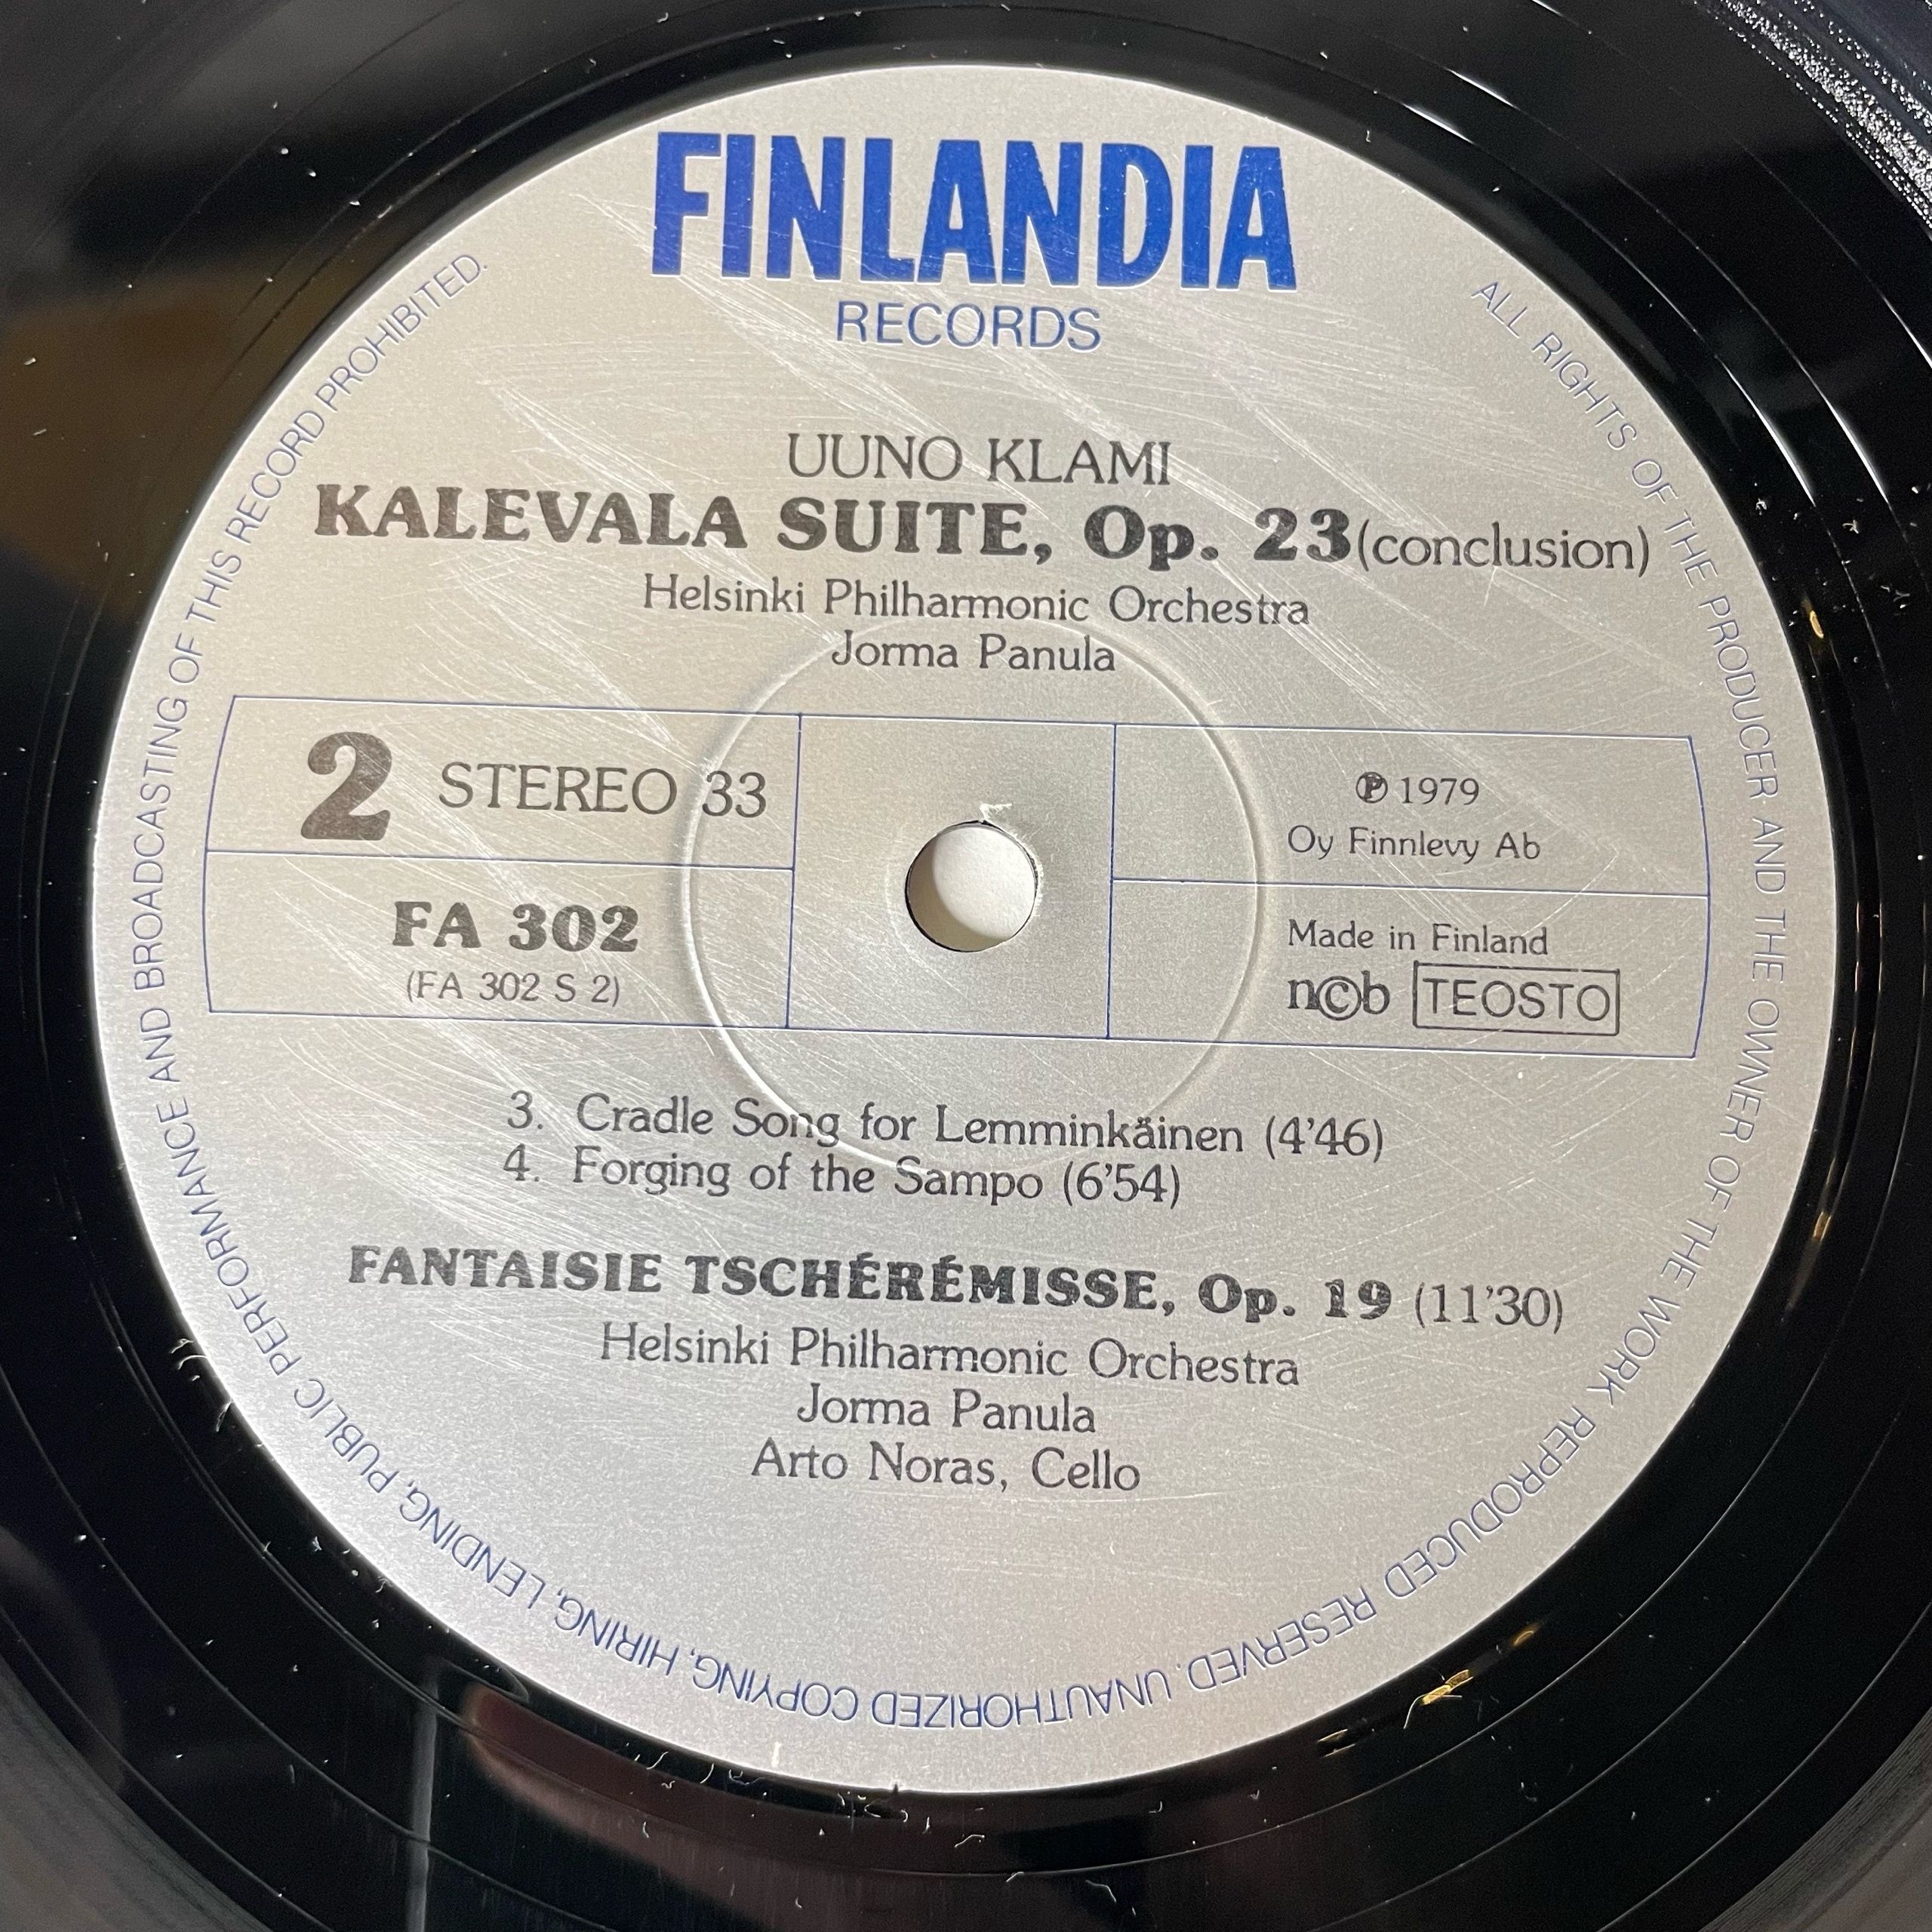 FINLANDIA
RECORDS
UUNO KLAMI
KALEVALA SUITE, Op. 23 (conclusion)
Helsinki Philharmonic Orchestra
Jorma Panula
2 STEREO 33
FA 302
(FA 302 S 2)
℗ 1979
Oy Finnlevy Ab
Made in Finland
n©b TEOSTO
3. Cradle Song for Lemminkäinen (4'46)
4. Forging of the Sampo (6'54)
FANTAISIE TSCHÉRÉMISSE, Op. 19 (11'30)
Helsinki Philharmonic Orchestra
Jorma Panula
Arto Noras, Cello
ALL RIGHTS OF THE PRODUCER AND THE OWNER OF THE WORK REPRODUCED RESERVED. UNAUTHORIZED COPYING, HIRING, LENDING, PUBLIC PERFORMANCE AND BROADCASTING OF THIS RECORD PROHIBITED.